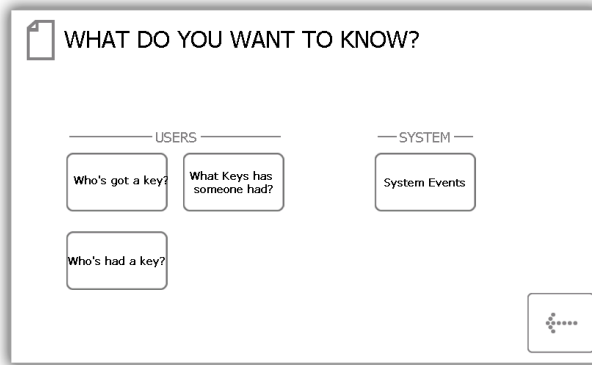 WHAT DO YOU WANT TO KNOW?
USERS
Who's got a key?
What Keys has
someone had?
Who's had a key?
SYSTEM
System Events